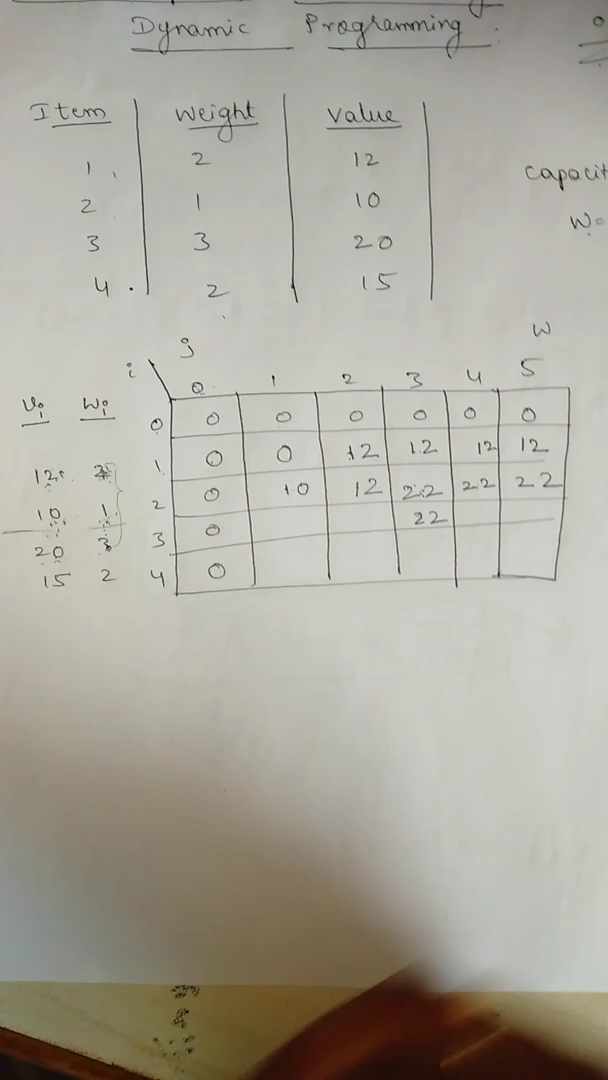 Dynamic Programming
Item Weight Value
1 2 12
2 1 10
3 3 20
4 2 15
W=
j W
i 0 1 2 3 4 5
vi wi 0 0 0 0 0 0 0
12 2 1 0 0 12 12 12 12
10 1 2 0 10 12 22 22 22
20 3 3 0 22
15 2 4 0